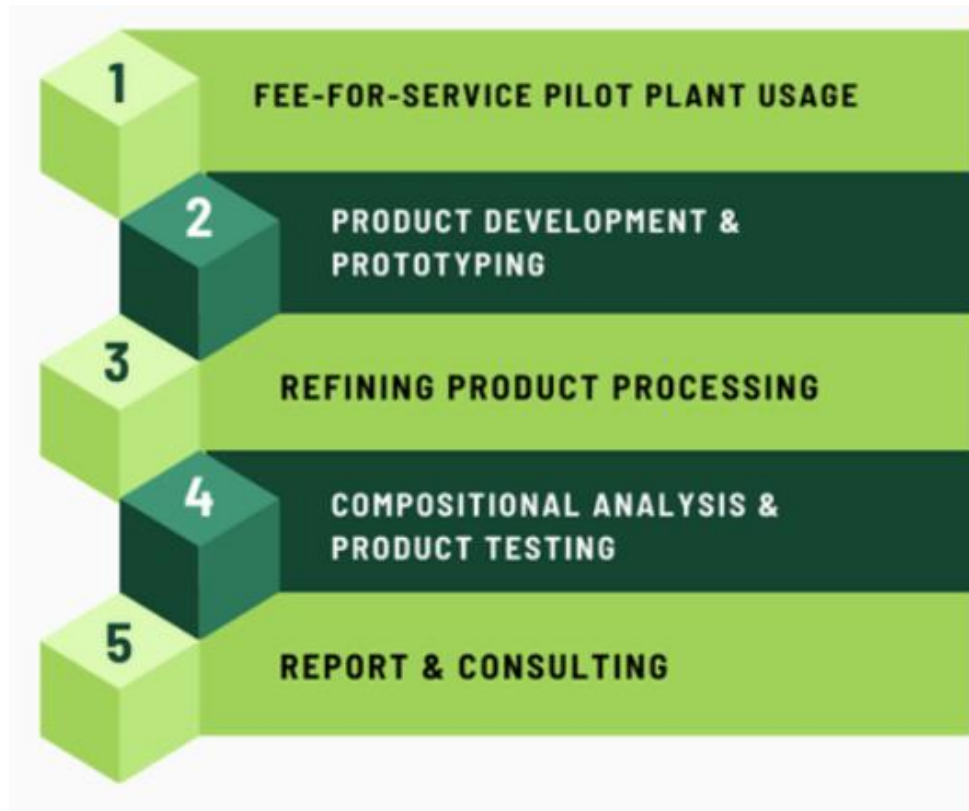 1
FEE-FOR-SERVICE PILOT PLANT USAGE
2
PRODUCT DEVELOPMENT &
PROTOTYPING
3
REFINING PRODUCT PROCESSING
4
COMPOSITIONAL ANALYSIS &
PRODUCT TESTING
5
REPORT & CONSULTING